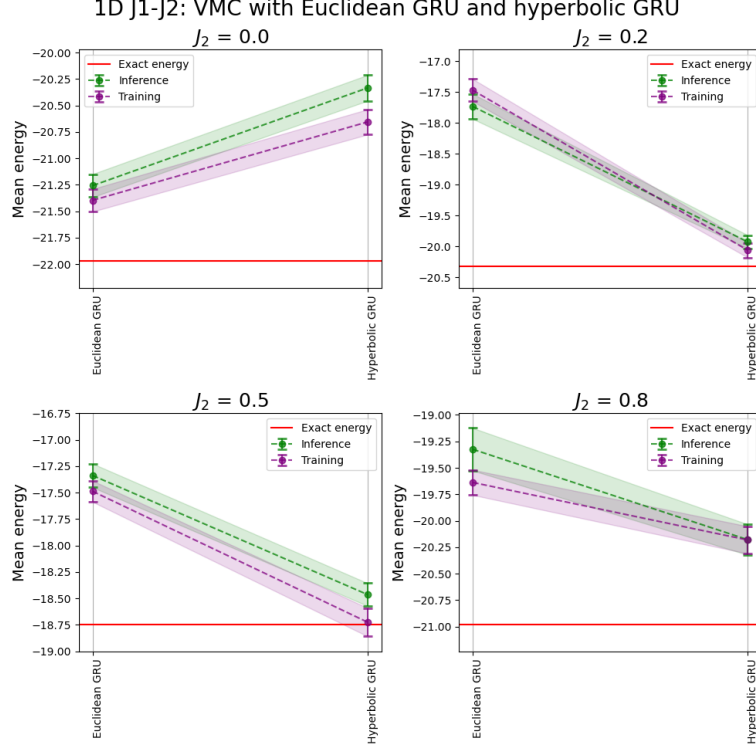 1D J1-J2: VMC with Euclidean GRU and hyperbolic GRU
J₂ = 0.0
−20.00
−20.25
−20.50
−20.75
−21.00
−21.25
−21.50
−21.75
−22.00
Mean energy
Exact energy
Inference
Training
Euclidean GRU
Hyperbolic GRU
J₂ = 0.2
−17.0
−17.5
−18.0
−18.5
−19.0
−19.5
−20.0
−20.5
Mean energy
Exact energy
Inference
Training
Euclidean GRU
Hyperbolic GRU
J₂ = 0.5
−16.75
−17.00
−17.25
−17.50
−17.75
−18.00
−18.25
−18.50
−18.75
−19.00
Mean energy
Exact energy
Inference
Training
Euclidean GRU
Hyperbolic GRU
J₂ = 0.8
−19.00
−19.25
−19.50
−19.75
−20.00
−20.25
−20.50
−20.75
−21.00
Mean energy
Exact energy
Inference
Training
Euclidean GRU
Hyperbolic GRU